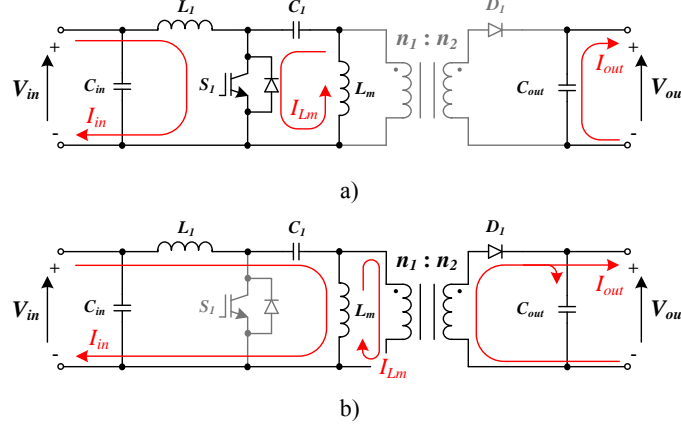 L1 C1 n1 : n2 D1
+ + 
Vin Cin S1 ILm Lm Cout Iout Vout
- Iin -
a)
L1 C1 n1 : n2 D1
+ +
Vin Cin S1 Lm Cout Iout Vou
- Iin ILm -
b)